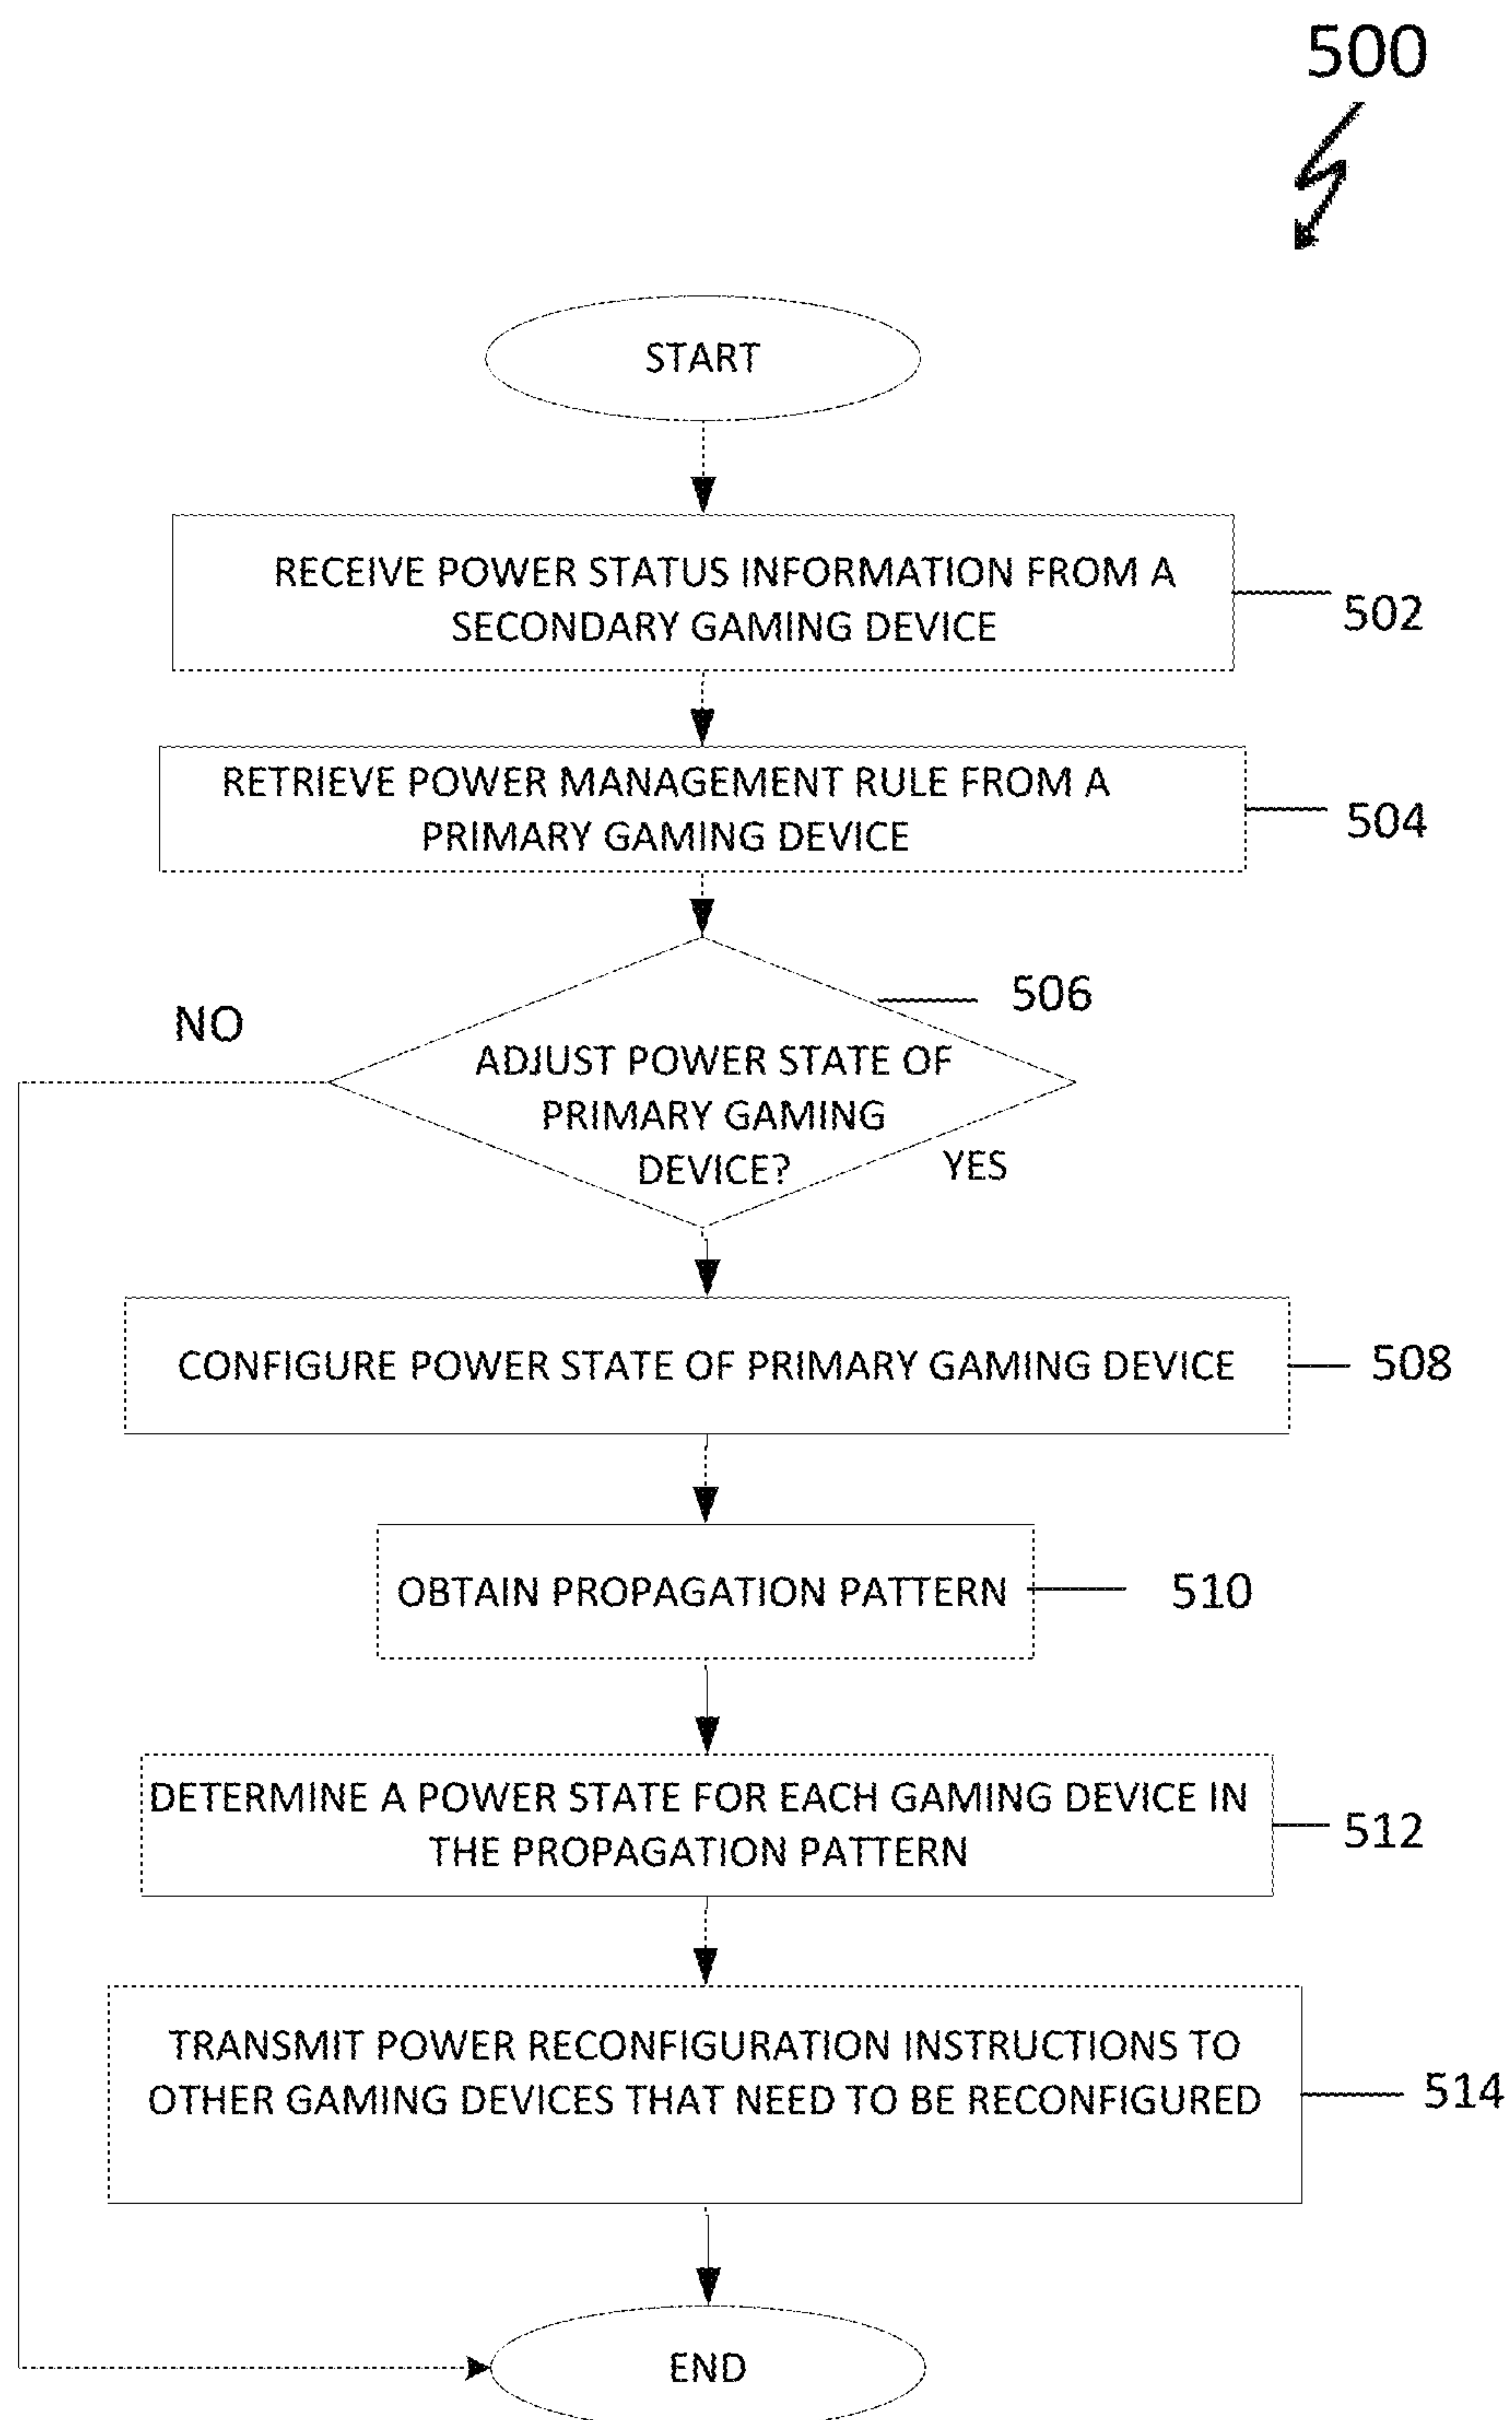 500
START
RECEIVE POWER STATUS INFORMATION FROM A
SECONDARY GAMING DEVICE
502
RETRIEVE POWER MANAGEMENT RULE FROM A
PRIMARY GAMING DEVICE
504
506
NO
ADJUST POWER STATE OF
PRIMARY GAMING
DEVICE?
YES
CONFIGURE POWER STATE OF PRIMARY GAMING DEVICE
508
OBTAIN PROPAGATION PATTERN
510
DETERMINE A POWER STATE FOR EACH GAMING DEVICE IN
THE PROPAGATION PATTERN
512
TRANSMIT POWER RECONFIGURATION INSTRUCTIONS TO
OTHER GAMING DEVICES THAT NEED TO BE RECONFIGURED
514
END